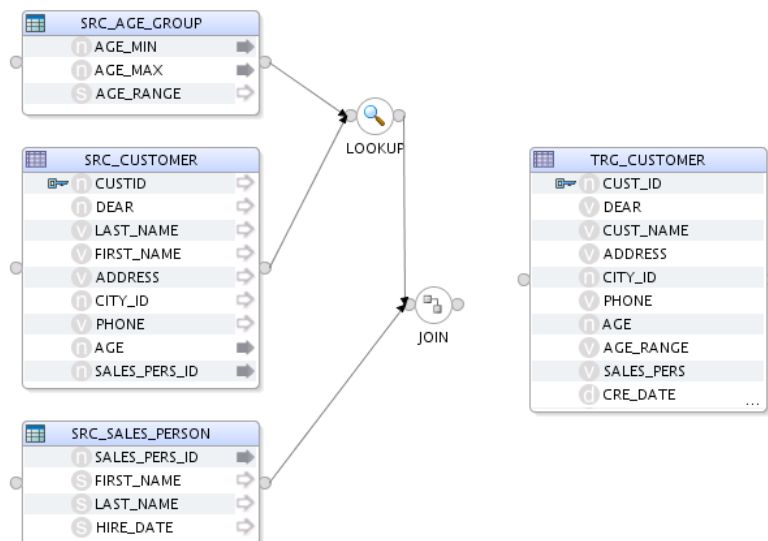 SRC_AGE_GROUP
n AGE_MIN
n AGE_MAX
S AGE_RANGE
LOOKUP
SRC_CUSTOMER
n CUSTID
n DEAR
v LAST_NAME
v FIRST_NAME
v ADDRESS
n CITY_ID
v PHONE
n AGE
n SALES_PERS_ID
JOIN
SRC_SALES_PERSON
n SALES_PERS_ID
S FIRST_NAME
S LAST_NAME
S HIRE_DATE
TRG_CUSTOMER
n CUST_ID
v DEAR
v CUST_NAME
v ADDRESS
n CITY_ID
v PHONE
n AGE
v AGE_RANGE
v SALES_PERS
d CRE_DATE
...